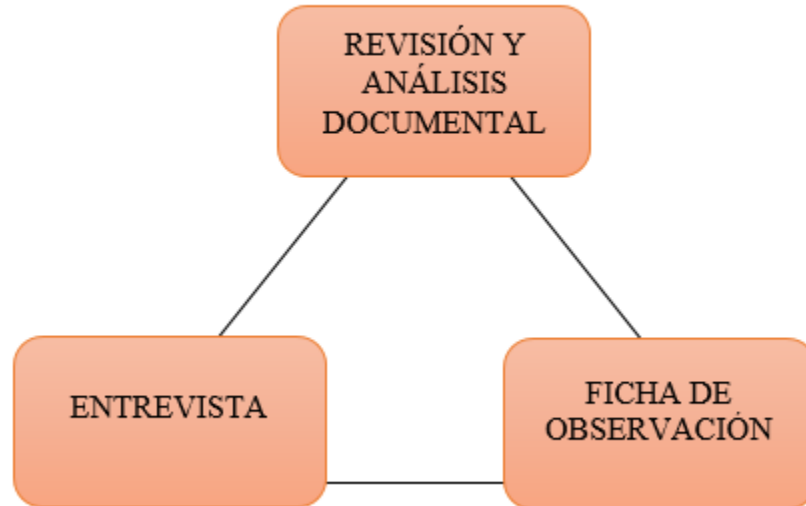 REVISIÓN Y
ANÁLISIS
DOCUMENTAL
ENTREVISTA
FICHA DE
OBSERVACIÓN